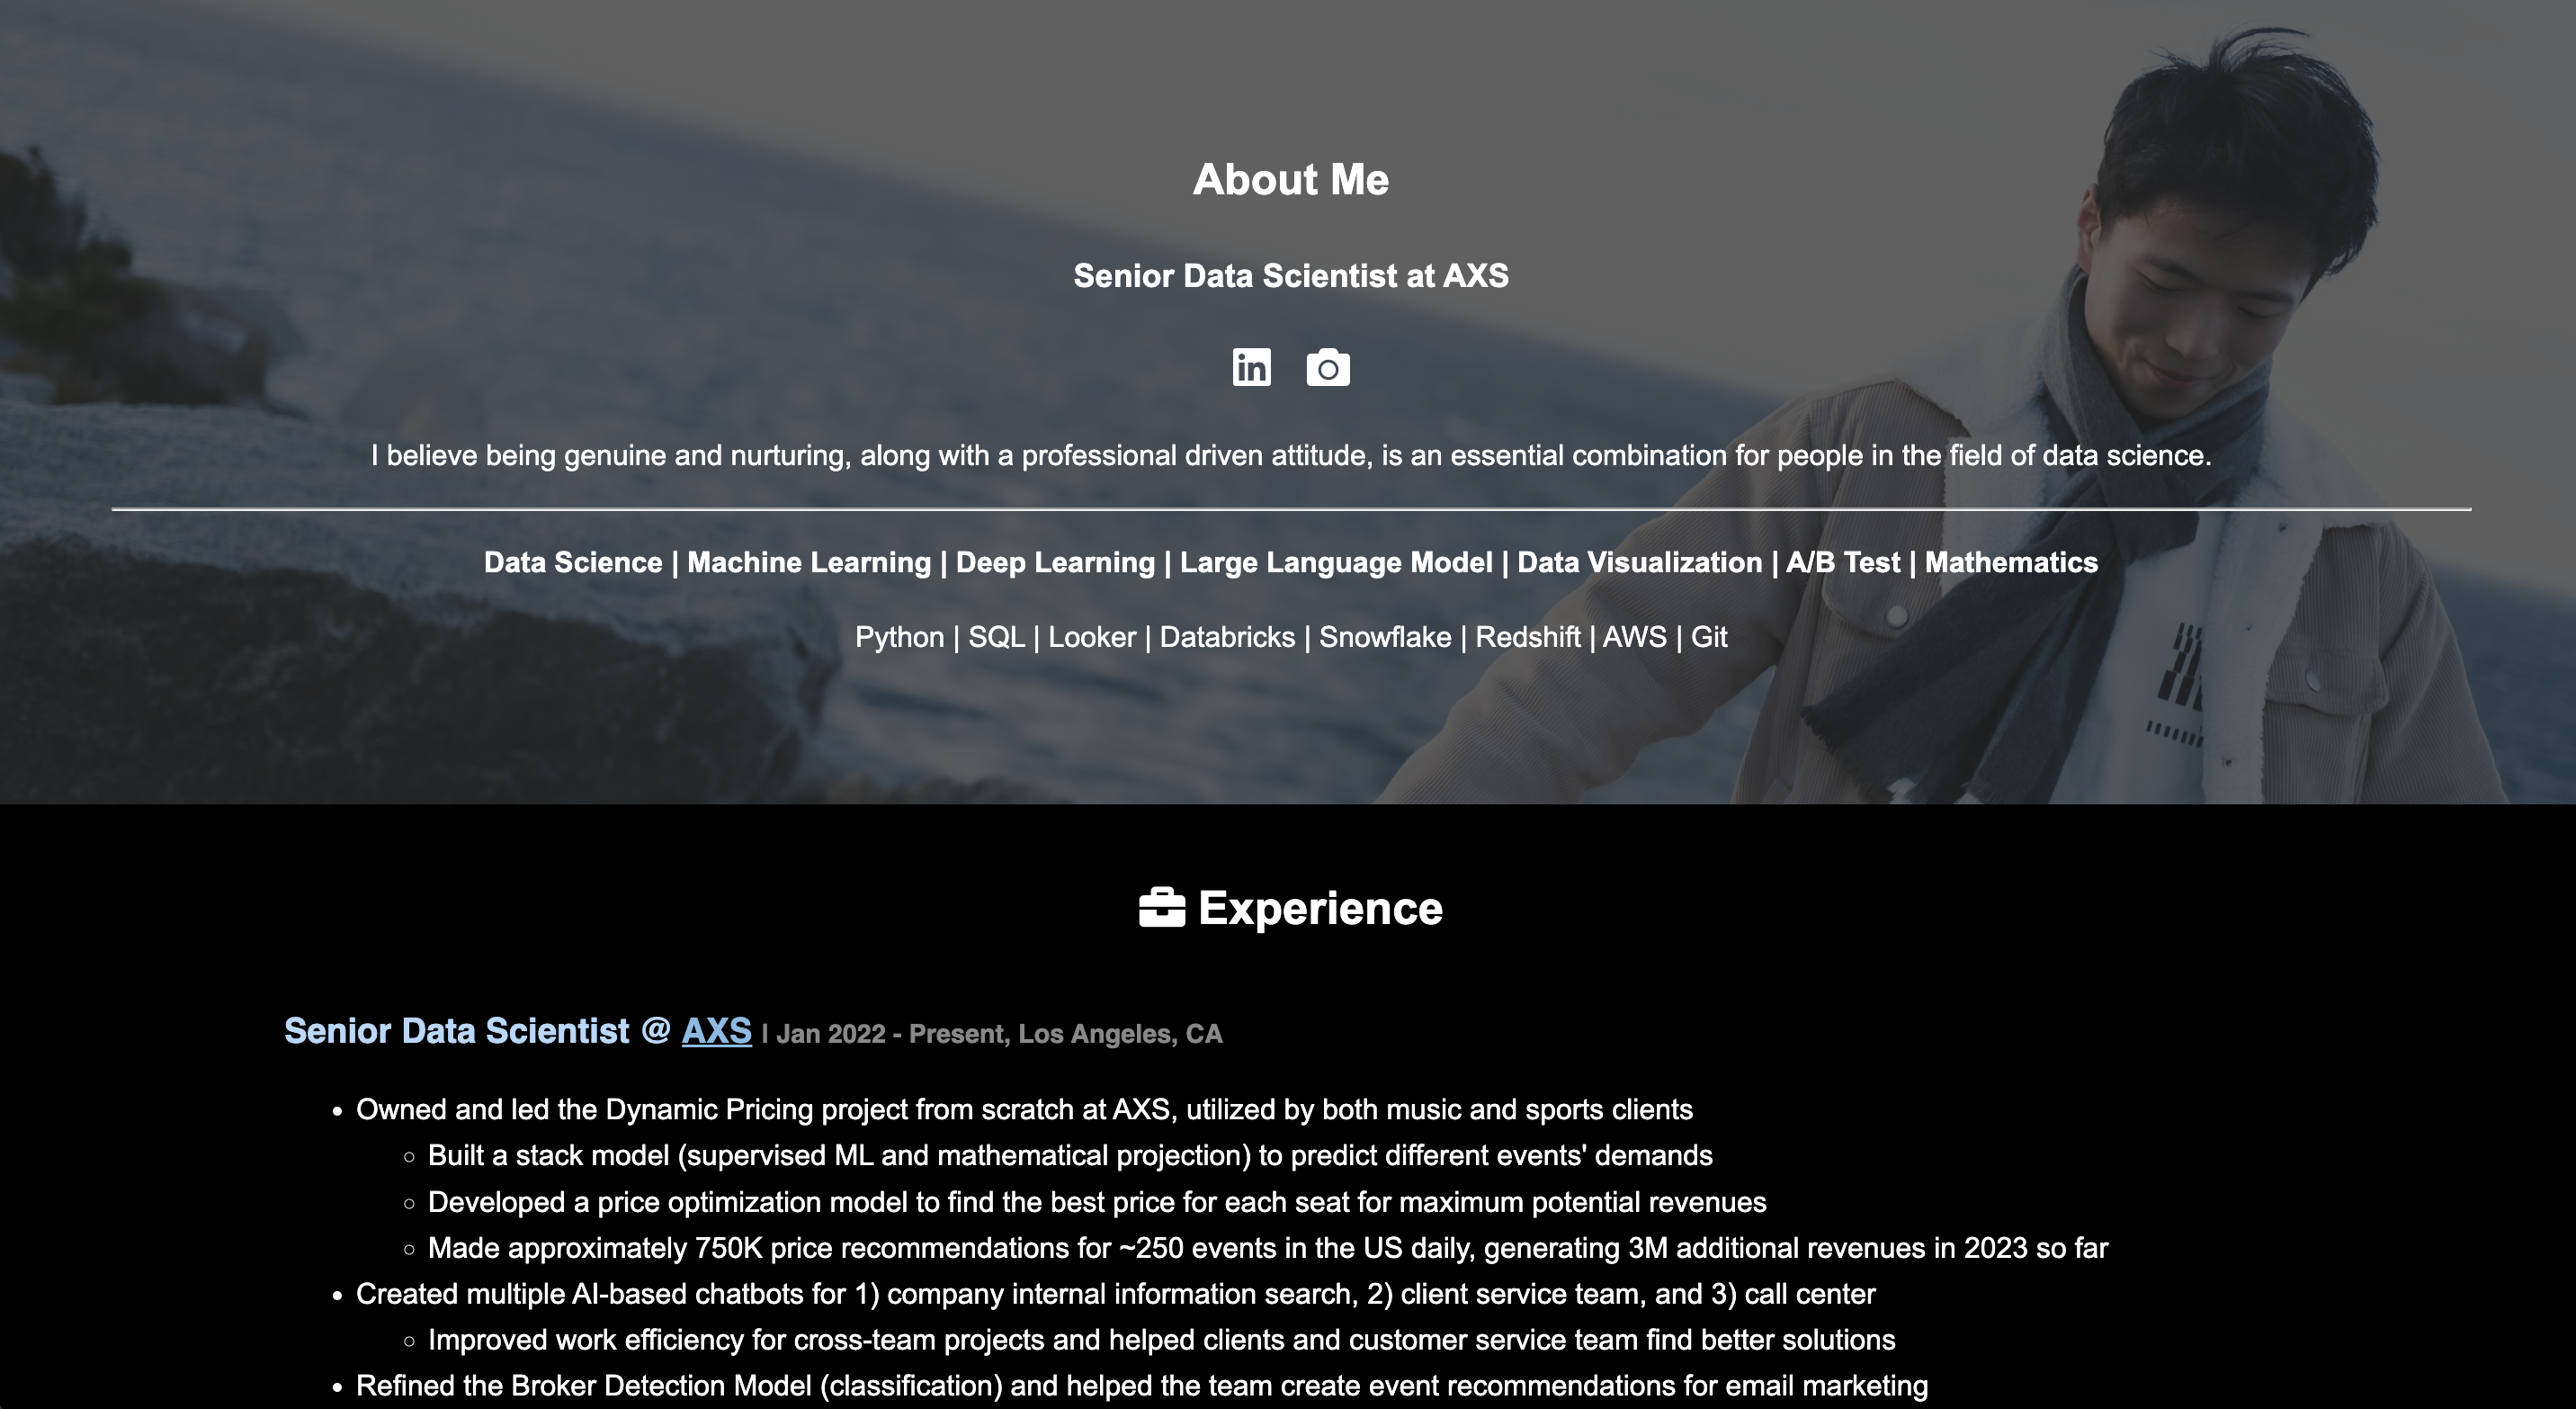 About Me
Senior Data Scientist at AXS
in
I believe being genuine and nurturing, along with a professional driven attitude, is an essential combination for people in the field of data science.
Data Science | Machine Learning | Deep Learning | Large Language Model | Data Visualization | A/B Test | Mathematics
Python | SQL | Looker | Databricks | Snowflake | Redshift | AWS | Git
Experience
Senior Data Scientist @ AXS | Jan 2022 - Present, Los Angeles, CA
• Owned and led the Dynamic Pricing project from scratch at AXS, utilized by both music and sports clients
◦ Built a stack model (supervised ML and mathematical projection) to predict different events' demands
◦ Developed a price optimization model to find the best price for each seat for maximum potential revenues
◦ Made approximately 750K price recommendations for ~250 events in the US daily, generating 3M additional revenues in 2023 so far
• Created multiple AI-based chatbots for 1) company internal information search, 2) client service team, and 3) call center
◦ Improved work efficiency for cross-team projects and helped clients and customer service team find better solutions
• Refined the Broker Detection Model (classification) and helped the team create event recommendations for email marketing